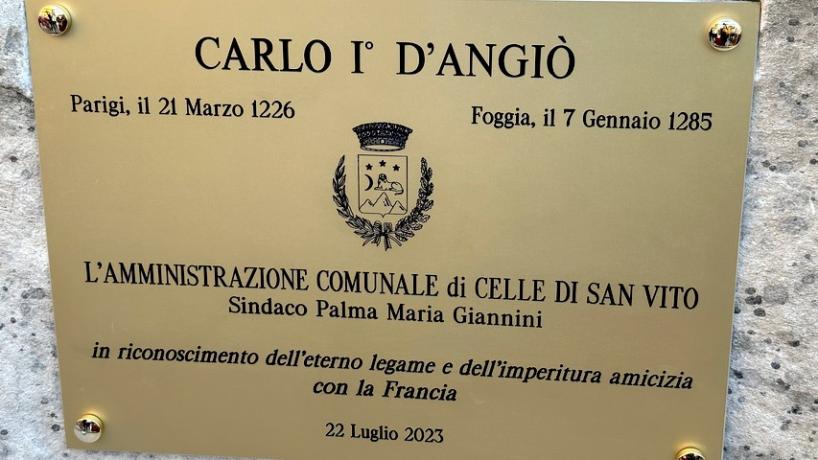 CARLO I° D'ANGIÒ
Parigi, il 21 Marzo 1226
Foggia, il 7 Gennaio 1285
L'AMMINISTRAZIONE COMUNALE di CELLE DI SAN VITO
Sindaco Palma Maria Giannini
in riconoscimento dell'eterno legame e dell'imperitura amicizia
con la Francia
22 Luglio 2023